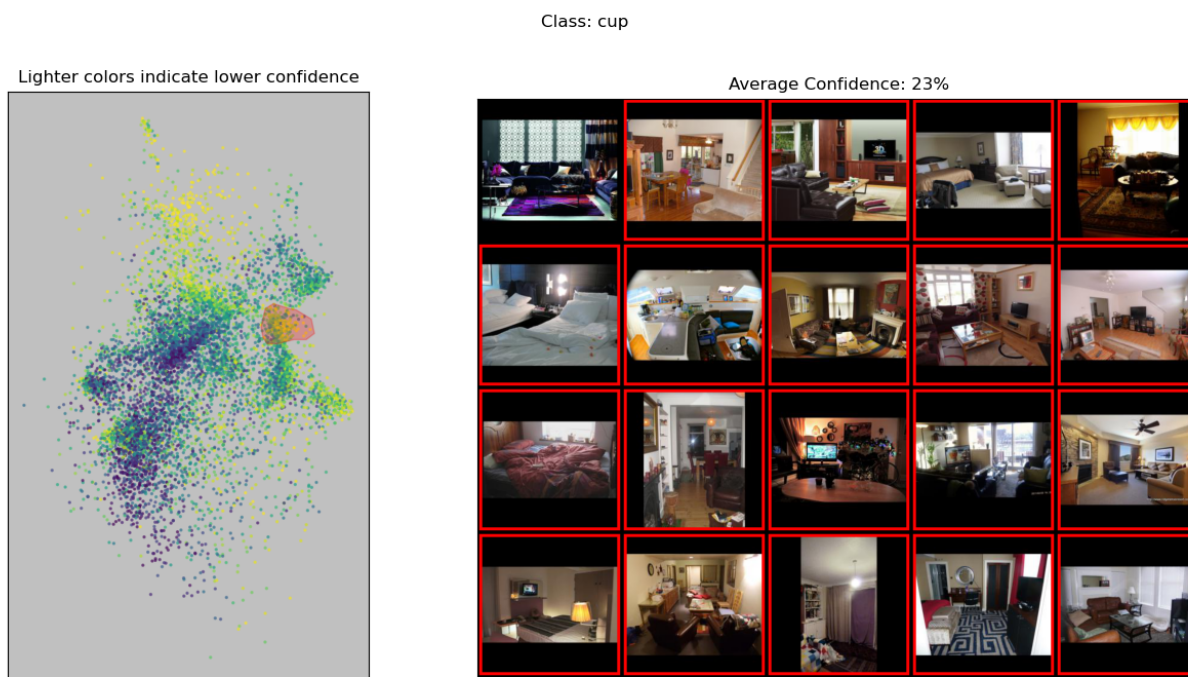 Class: cup
Lighter colors indicate lower confidence
Average Confidence: 23%